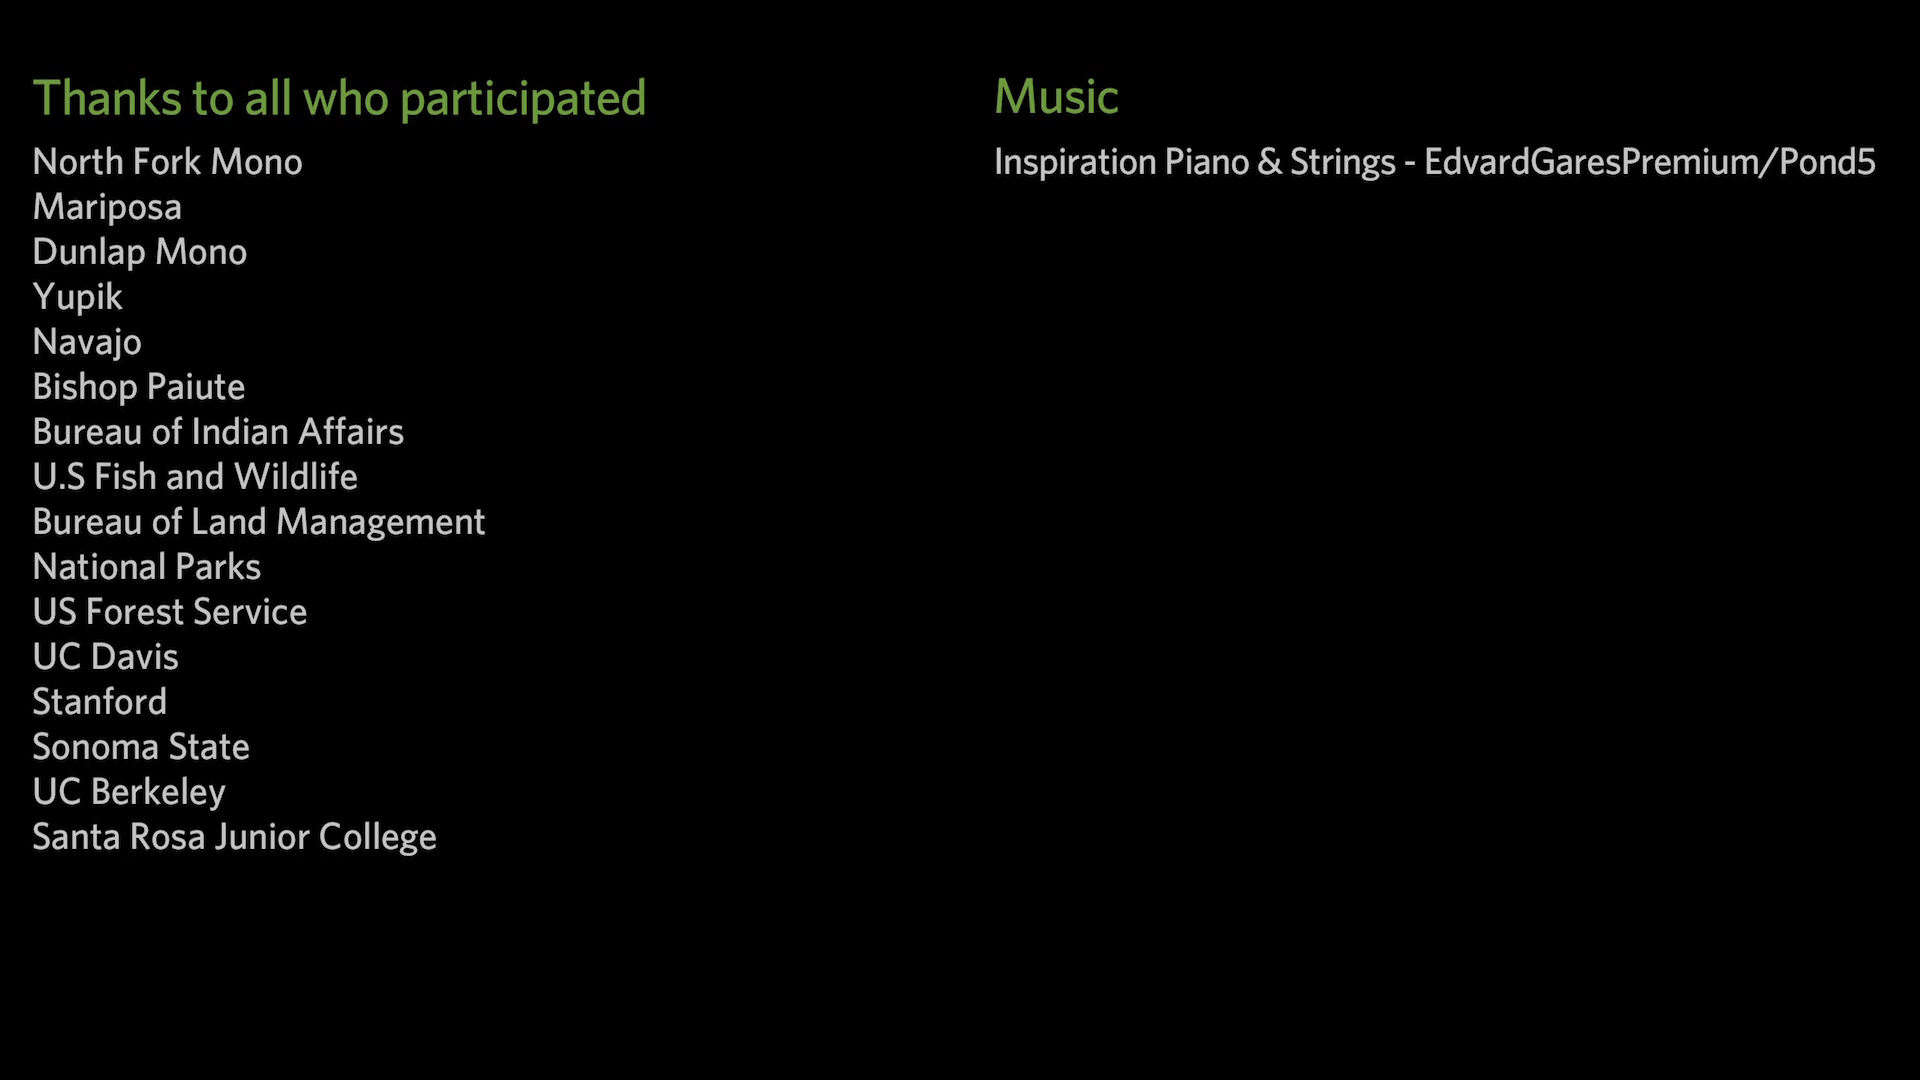 Thanks to all who participated
North Fork Mono
Mariposa
Dunlap Mono
Yupik
Navajo
Bishop Paiute
Bureau of Indian Affairs
U.S Fish and Wildlife
Bureau of Land Management
National Parks
US Forest Service
UC Davis
Stanford
Sonoma State
UC Berkeley
Santa Rosa Junior College
Music
Inspiration Piano & Strings - EdvardGaresPremium/Pond5